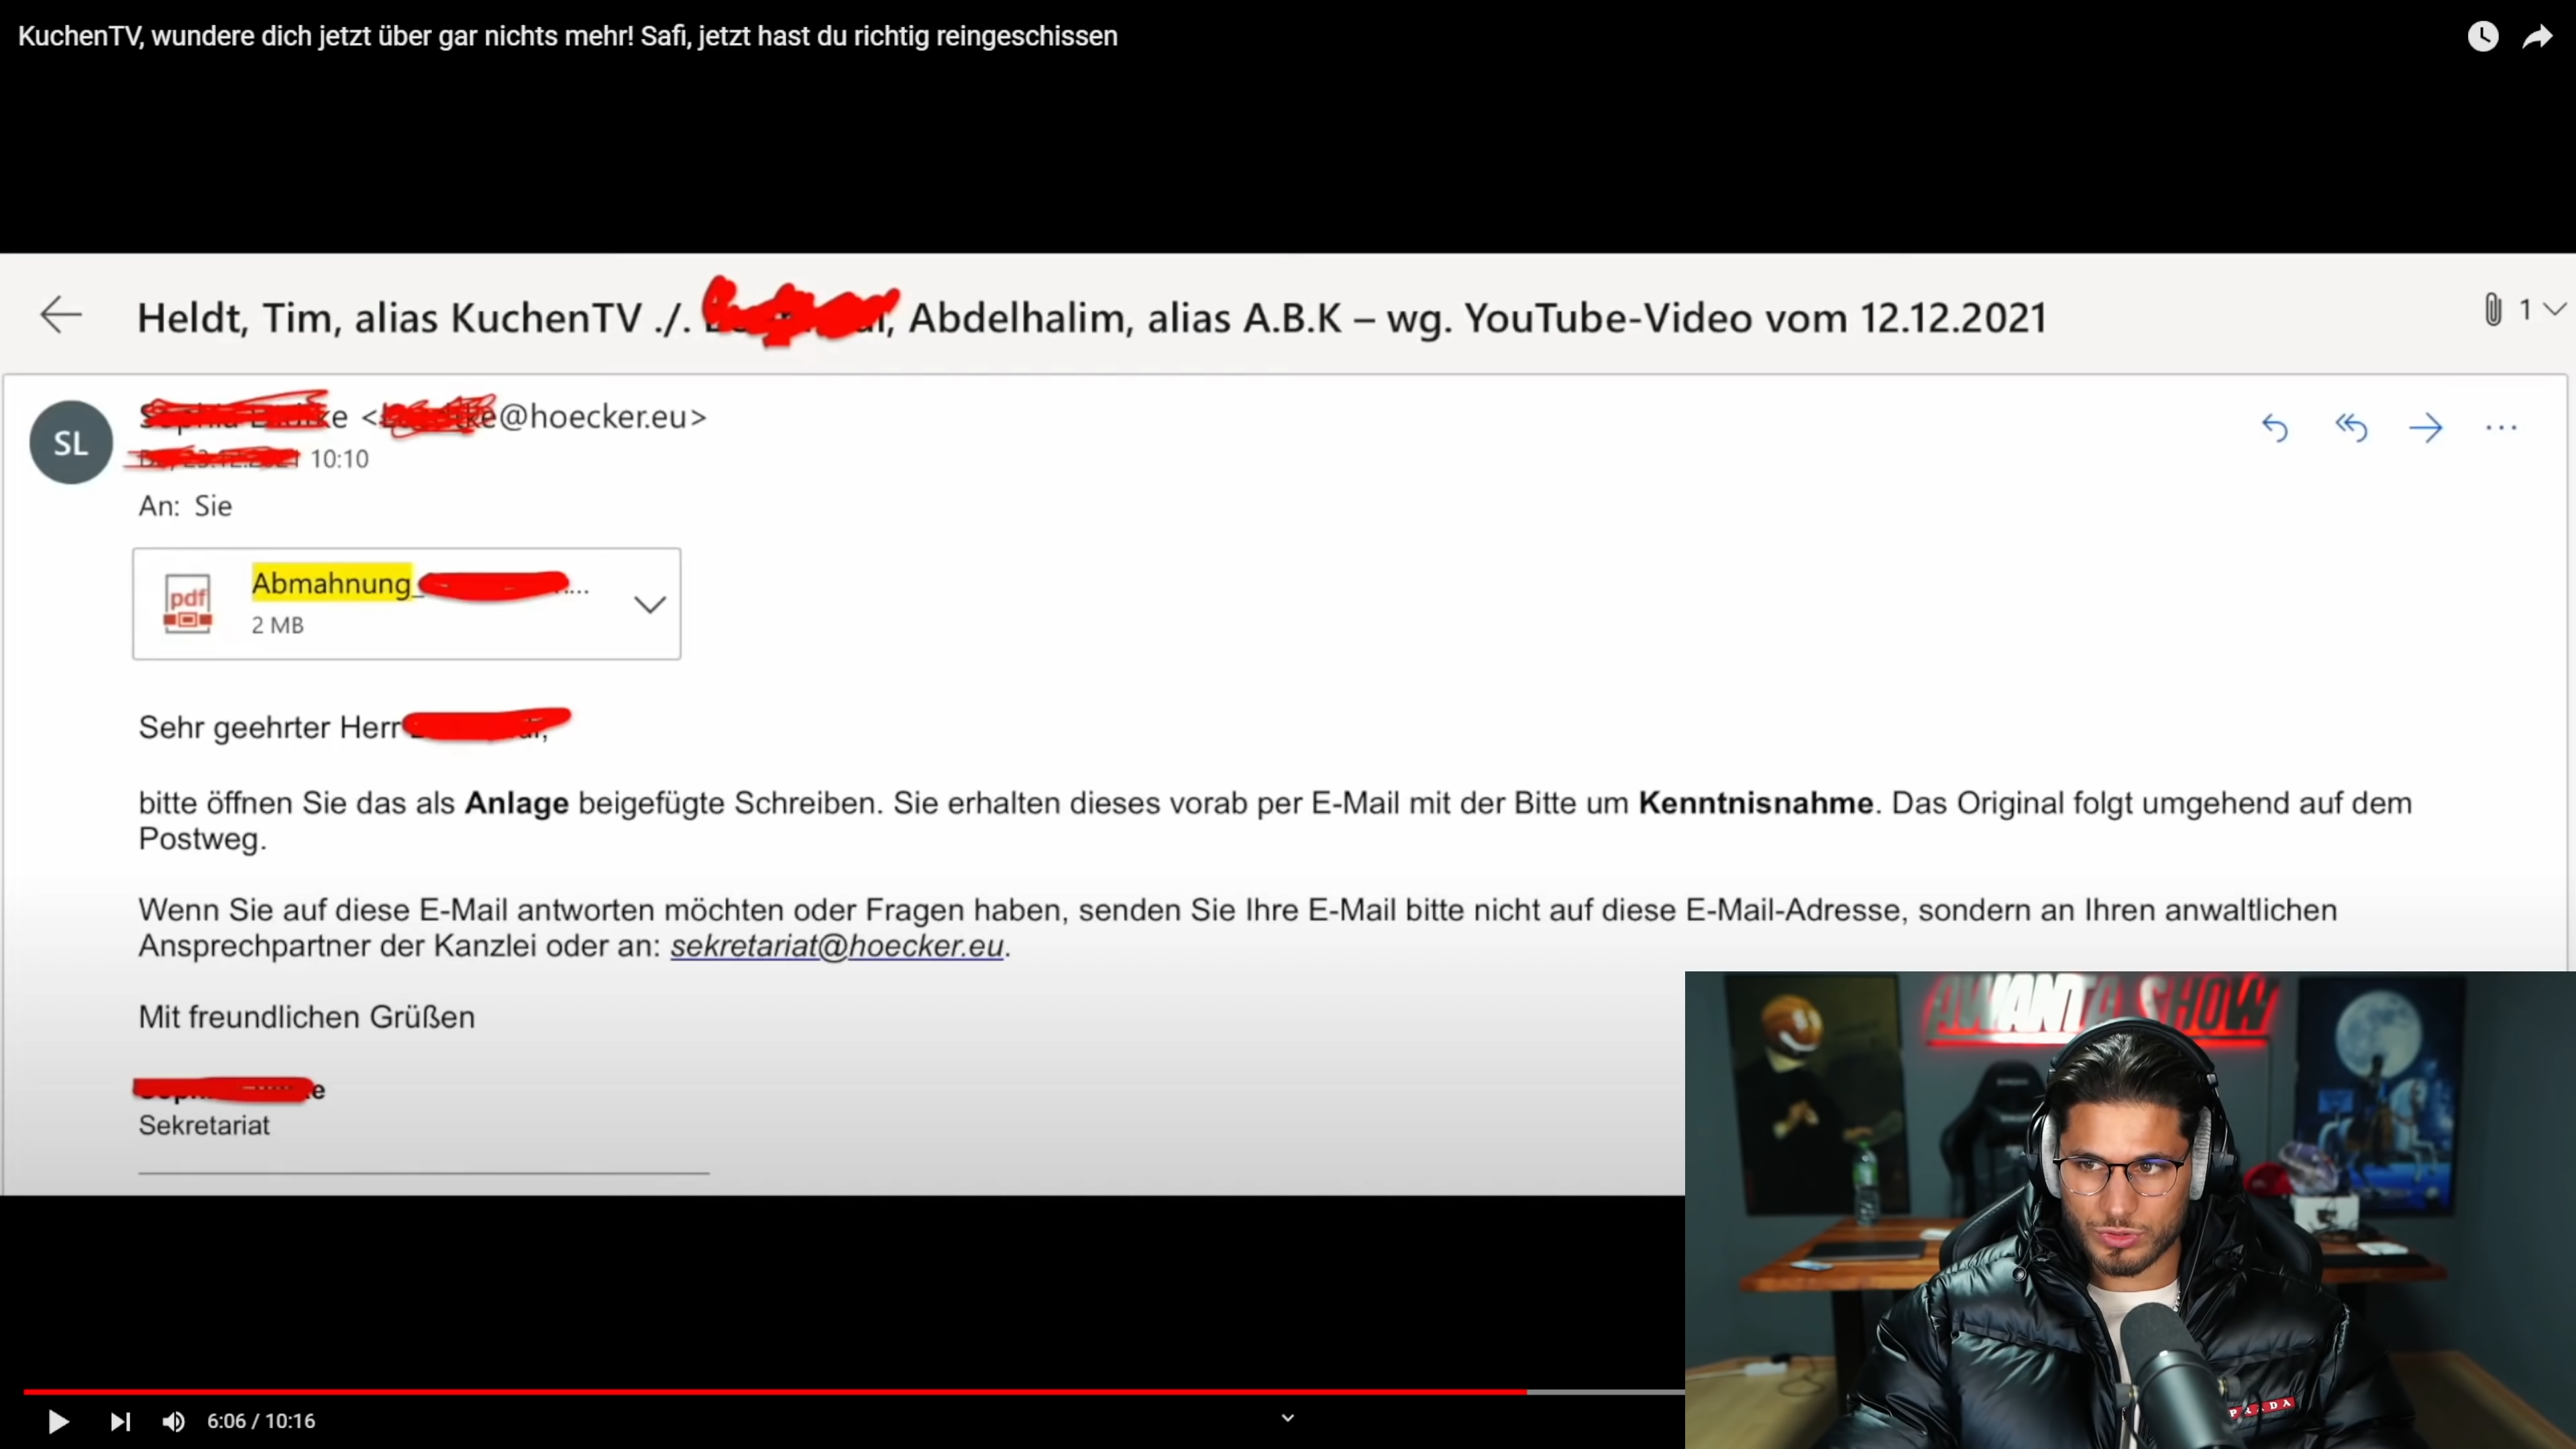 KuchenTV, wundere dich jetzt über gar nichts mehr! Safi, jetzt hast du richtig reingeschissen
Heldt, Tim, alias KuchenTV ./. , Abdelhalim, alias A.B.K – wg. YouTube-Video vom 12.12.2021
1
SL
<@hoecker.eu>
10:10
An: Sie
pdf
Abmahnung_ ...
2 MB
Sehr geehrter Herr ,
bitte öffnen Sie das als Anlage beigefügte Schreiben. Sie erhalten dieses vorab per E-Mail mit der Bitte um Kenntnisnahme. Das Original folgt umgehend auf dem
Postweg.
Wenn Sie auf diese E-Mail antworten möchten oder Fragen haben, senden Sie Ihre E-Mail bitte nicht auf diese E-Mail-Adresse, sondern an Ihren anwaltlichen
Ansprechpartner der Kanzlei oder an: sekretariat@hoecker.eu.
Mit freundlichen Grüßen
Sekretariat
AWANTA SHOW
PRADA
6:06 / 10:16